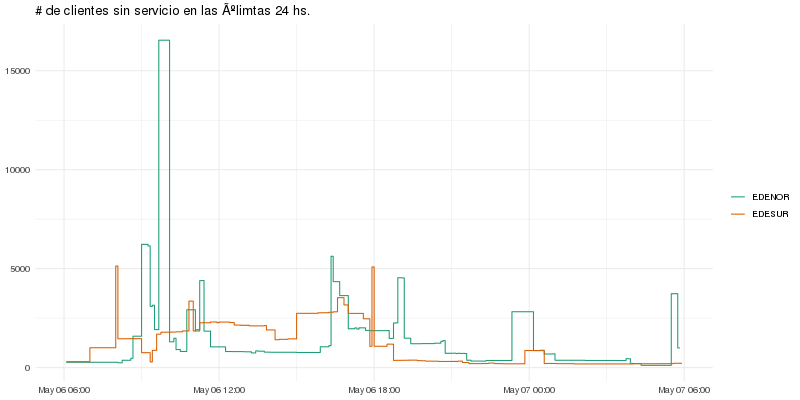 # de clientes sin servicio en las Ãºlimtas 24 hs.
15000
10000
5000
0
May 06 06:00
May 06 12:00
May 06 18:00
May 07 00:00
May 07 06:00
EDENOR
EDESUR